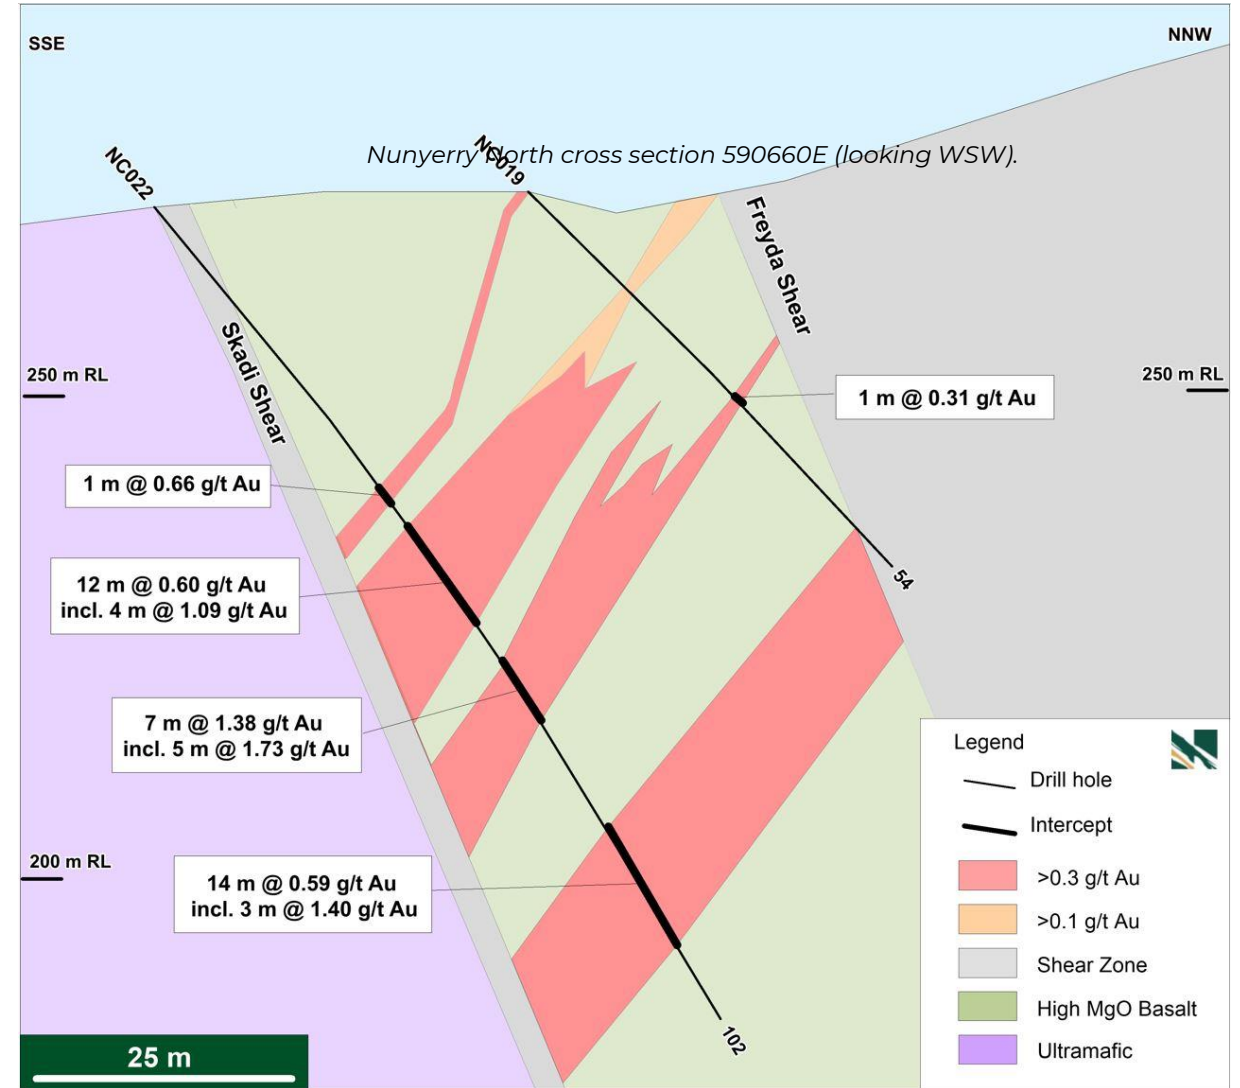 SSE
NNW
NC022
NC019
Nunyerry North cross section 590660E (looking WSW).
Freyda Shear
Skadi Shear
250 m RL
250 m RL
1 m @ 0.31 g/t Au
1 m @ 0.66 g/t Au
12 m @ 0.60 g/t Au
incl. 4 m @ 1.09 g/t Au
54
7 m @ 1.38 g/t Au
incl. 5 m @ 1.73 g/t Au
200 m RL
14 m @ 0.59 g/t Au
incl. 3 m @ 1.40 g/t Au
102
25 m
Legend
Drill hole
Intercept
>0.3 g/t Au
>0.1 g/t Au
Shear Zone
High MgO Basalt
Ultramafic